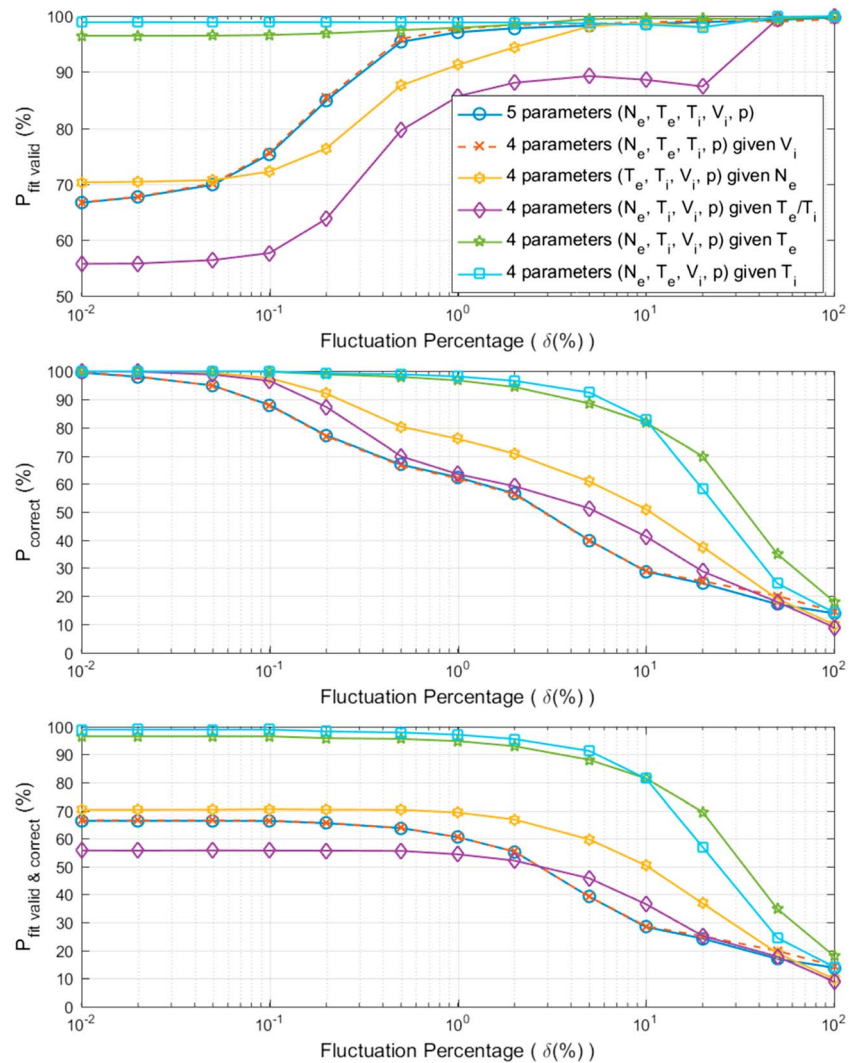 100
90
80
70
60
50
P_fit valid (%)
5 parameters (N_e, T_e, T_i, V_i, p)
4 parameters (N_e, T_e, T_i, p) given V_i
4 parameters (T_e, T_i, V_i, p) given N_e
4 parameters (N_e, T_i, V_i, p) given T_e/T_i
4 parameters (N_e, T_i, V_i, p) given T_e
4 parameters (N_e, T_e, V_i, p) given T_i
10^-2 10^-1 10^0 10^1 10^2
Fluctuation Percentage ( δ(%) )
100
90
80
70
60
50
40
30
20
10
0
P_correct (%)
10^-2 10^-1 10^0 10^1 10^2
Fluctuation Percentage ( δ(%) )
100
90
80
70
60
50
40
30
20
10
0
P_fit valid & correct (%)
10^-2 10^-1 10^0 10^1 10^2
Fluctuation Percentage ( δ(%) )